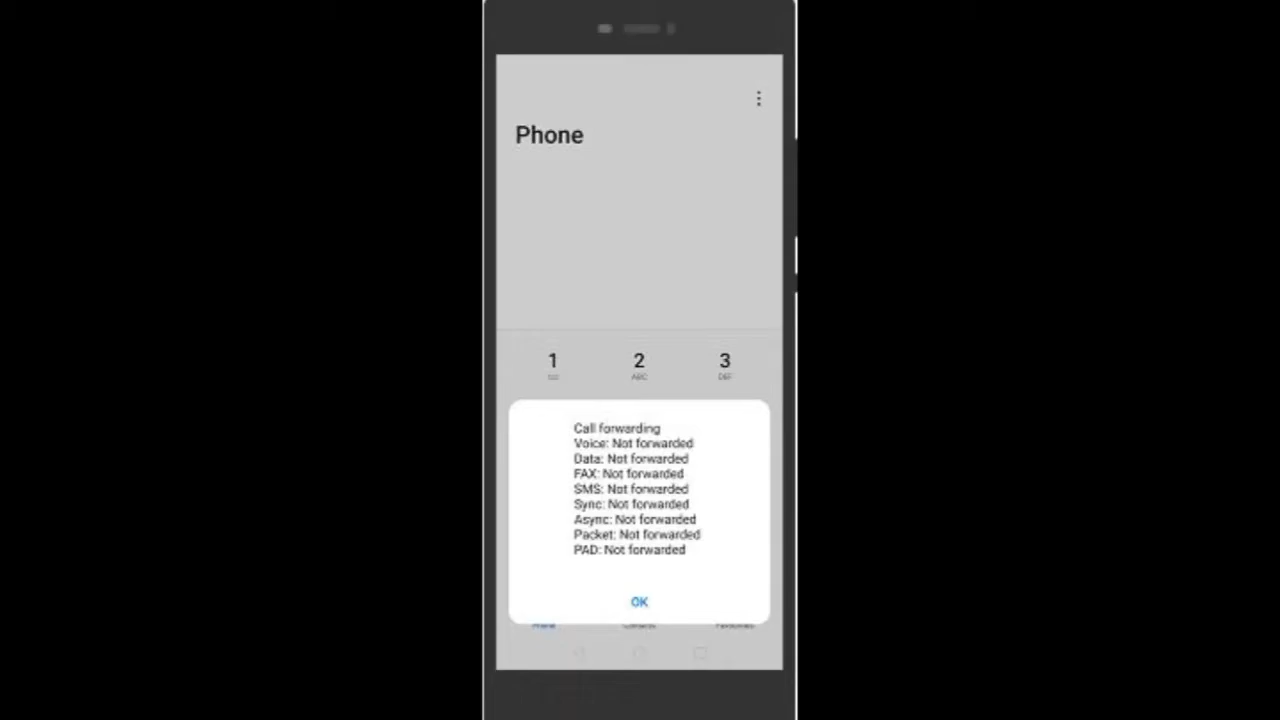 Phone
1 2 3
ABC DEF
Call forwarding
Voice: Not forwarded
Data: Not forwarded
FAX: Not forwarded
SMS: Not forwarded
Sync: Not forwarded
Async: Not forwarded
Packet: Not forwarded
PAD: Not forwarded
OK